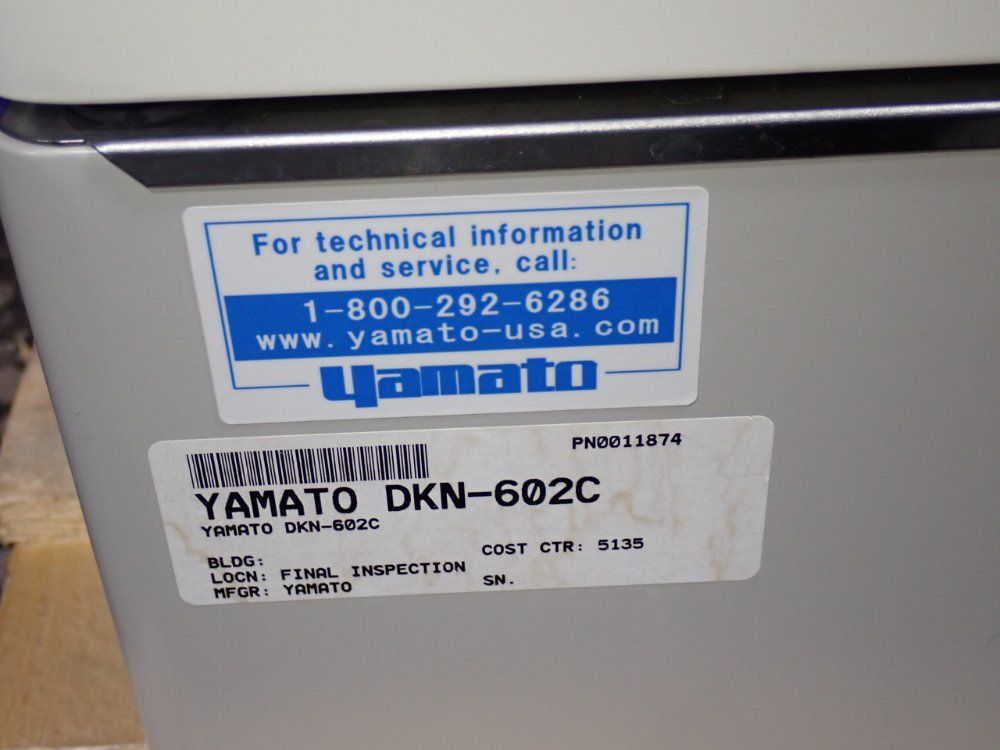 For technical information
and service, call:
1-800-292-6286
www.yamato-usa.com
yamato
PN0011874
YAMATO DKN-602C
YAMATO DKN-602C
BLDG:
COST CTR: 5135
LOCN: FINAL INSPECTION
SN.
MFGR: YAMATO